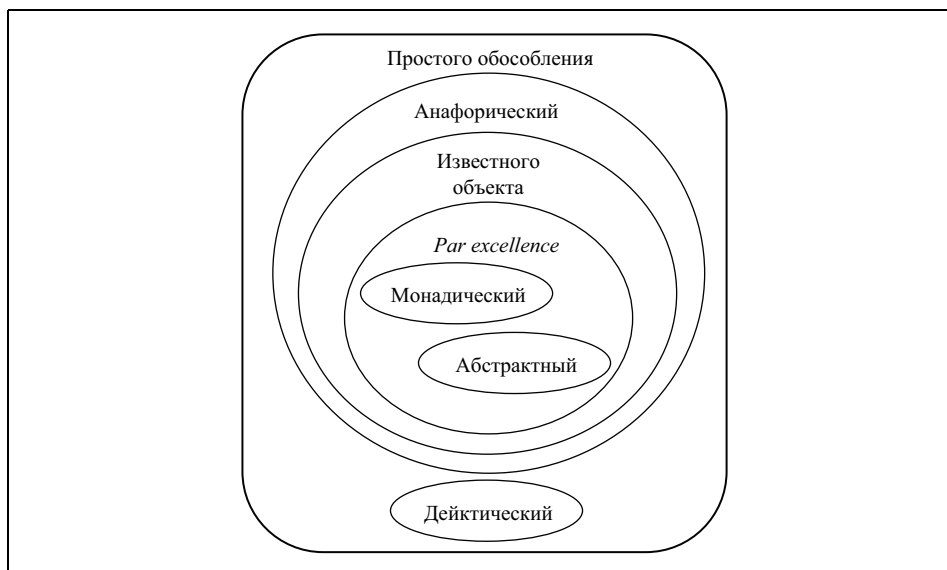 Простого обособления
Анафорический
Известного
объекта
Par excellence
Монадический
Абстрактный
Дейктический